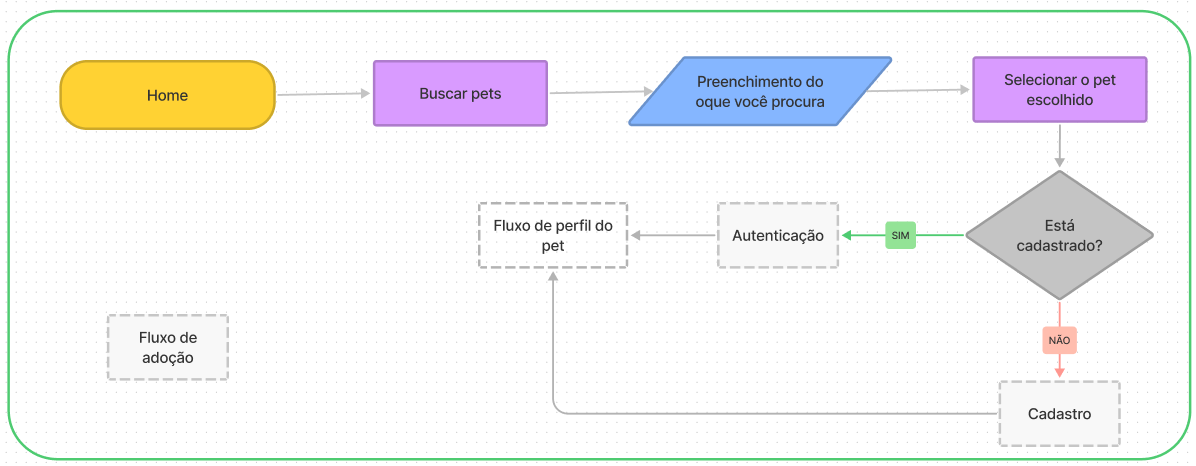 Home
Buscar pets
Preenchimento do
oque você procura
Selecionar o pet
escolhido
Fluxo de perfil do
pet
Autenticação
SIM
Está
cadastrado?
Fluxo de
adoção
NÃO
Cadastro